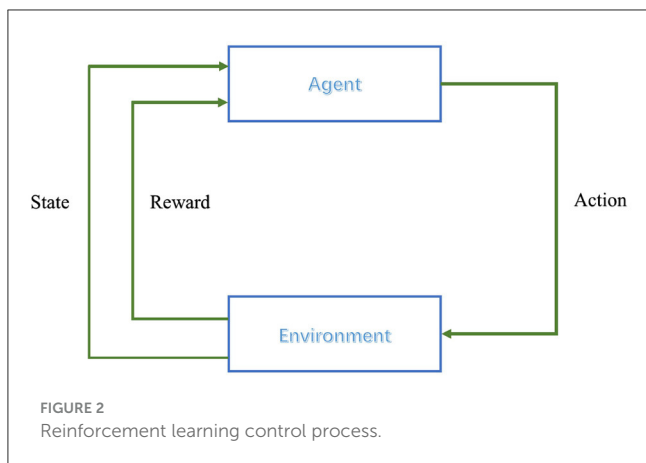 Agent
State
Reward
Action
Environment
FIGURE 2
Reinforcement learning control process.